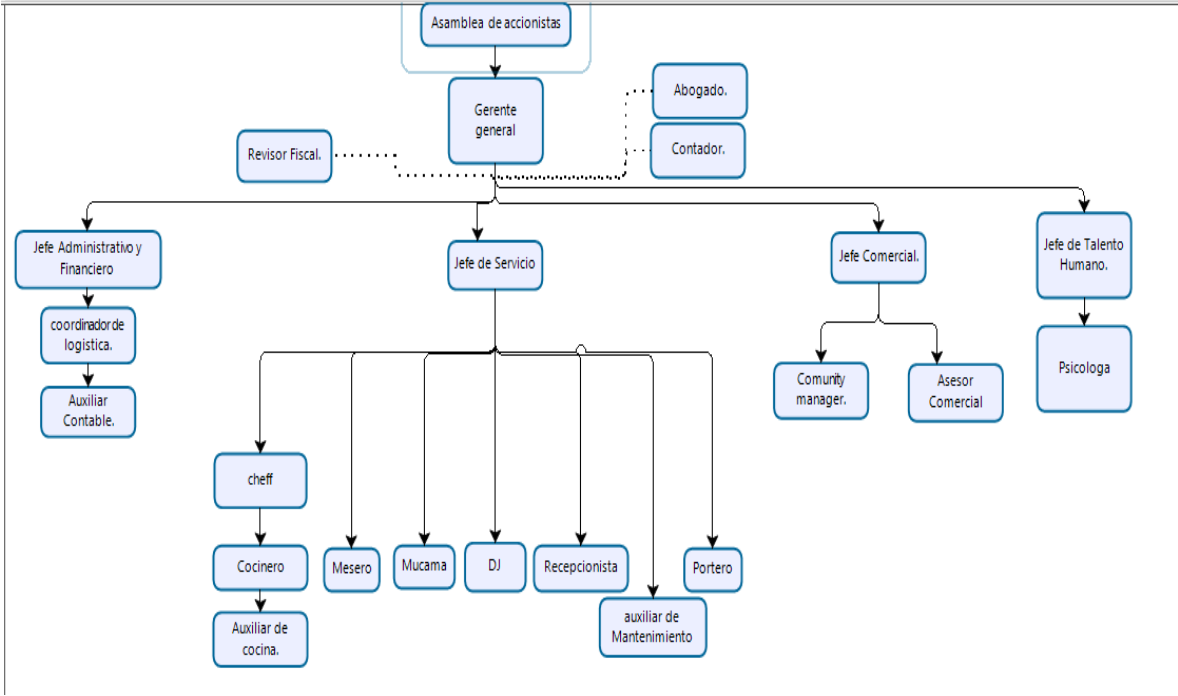 Asamblea de accionistas
Gerente
general
Abogado.
Contador.
Revisor Fiscal.
Jefe Administrativo y
Financiero
Jefe de Servicio
Jefe Comercial.
Jefe de Talento
Humano.
coordinador de
logistica.
Auxiliar
Contable.
Comunity
manager.
Asesor
Comercial
Psicologa
cheff
Cocinero
Mesero
Mucama
DJ
Recepcionista
Portero
Auxiliar de
cocina.
auxiliar de
Mantenimiento